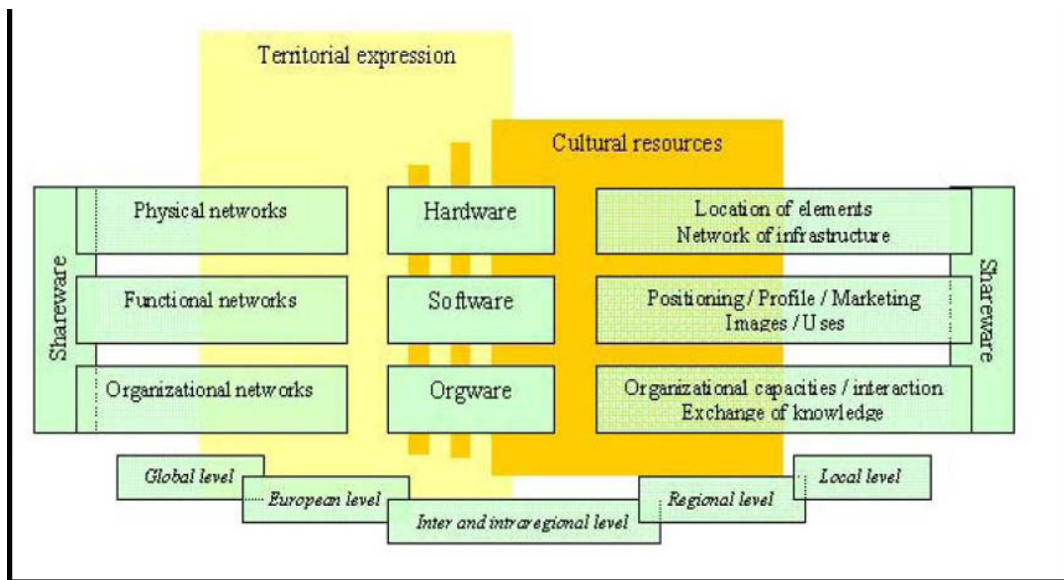 Territorial expression
Cultural resources
Shareware
Physical networks
Hardware
Location of elements
Network of infrastructure
Functional networks
Software
Positioning / Profile / Marketing
Images / Uses
Organizational networks
Orgware
Organizational capacities / interaction
Exchange of knowledge
Shareware
Global level
European level
Inter and intraregional level
Regional level
Local level